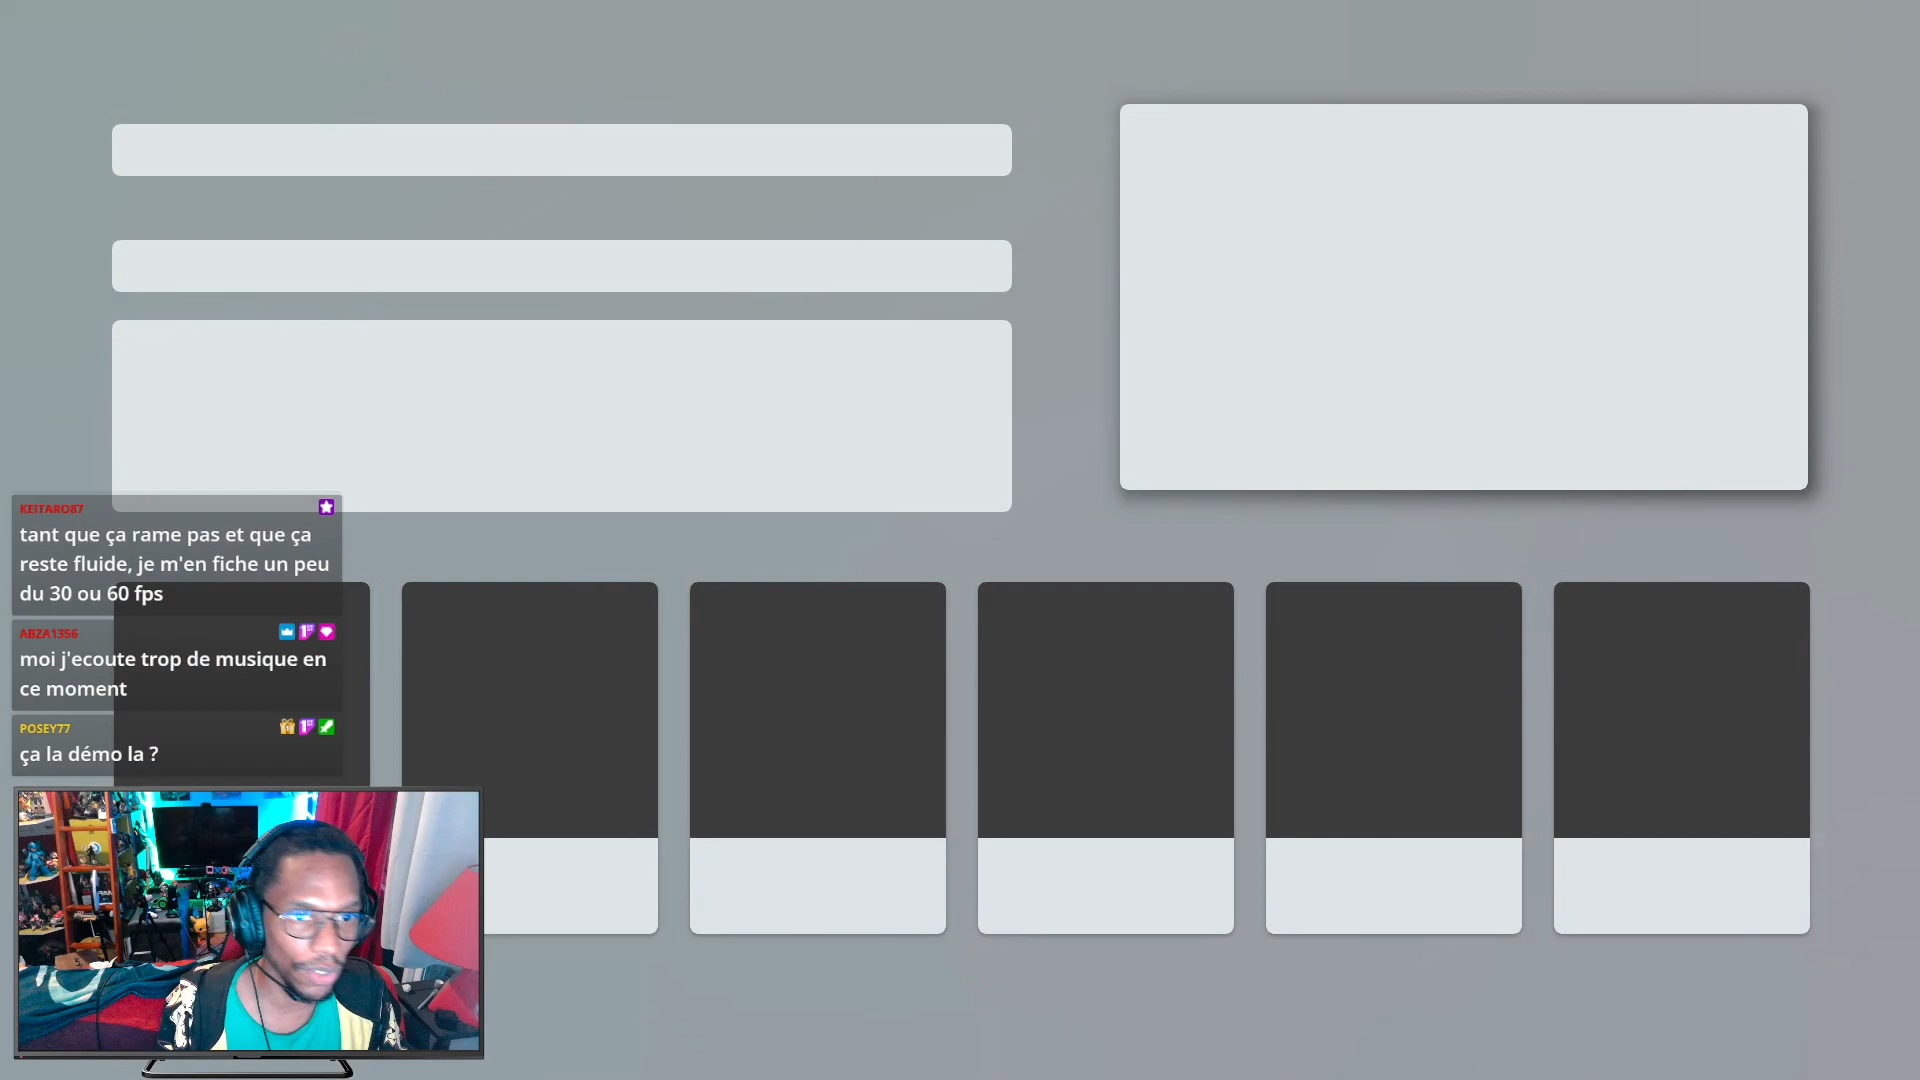 KEITARO87
tant que ça rame pas et que ça
reste fluide, je m'en fiche un peu
du 30 ou 60 fps
ABZA1356
moi j'ecoute trop de musique en
ce moment
POSEY77
ça la démo la ?